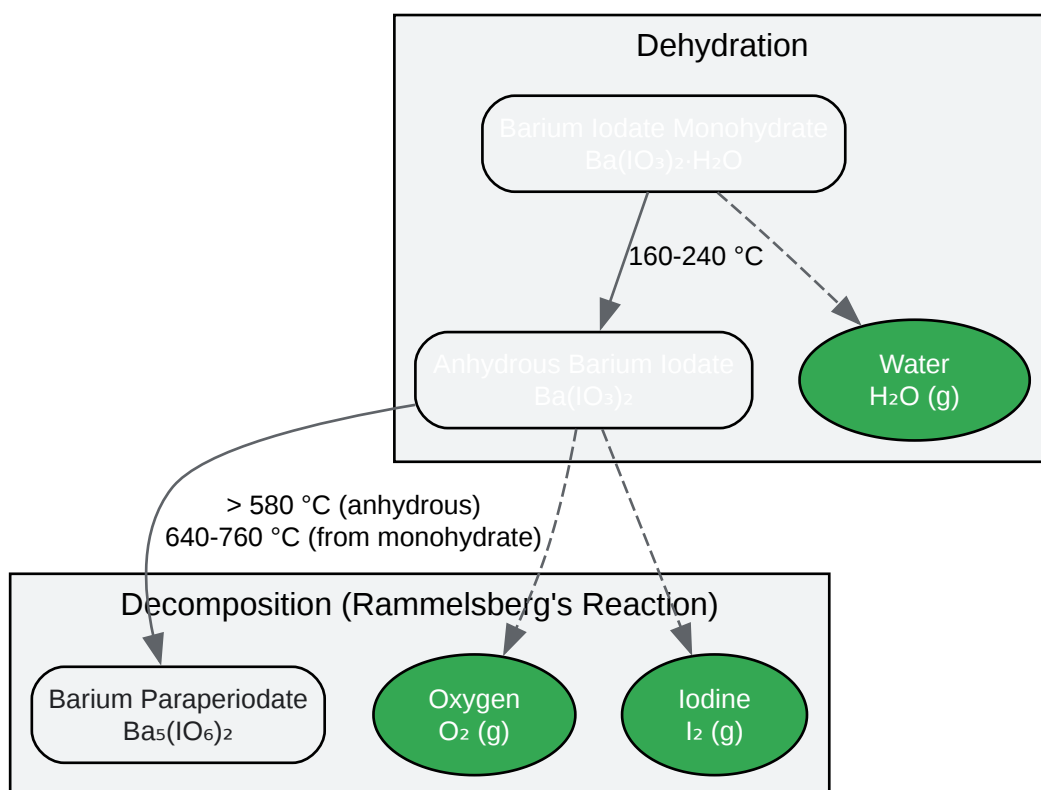 Dehydration
Barium Iodate Monohydrate
Ba(IO₃)₂·H₂O
160-240 °C
Anhydrous Barium Iodate
Ba(IO₃)₂
Water
H₂O (g)
> 580 °C (anhydrous)
640-760 °C (from monohydrate)
Decomposition (Rammelsberg's Reaction)
Barium Paraperiodate
Ba₅(IO₆)₂
Oxygen
O₂ (g)
Iodine
I₂ (g)